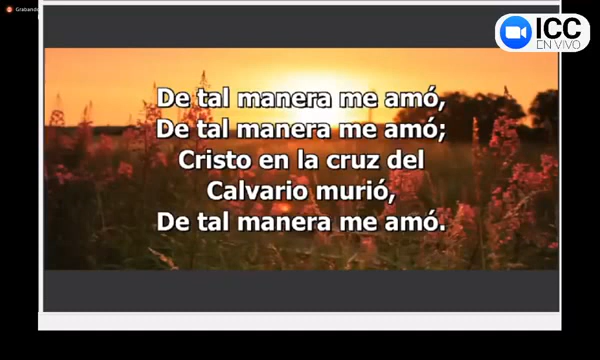 Grabando
ICC
EN VIVO
De tal manera me amó,
De tal manera me amó;
Cristo en la cruz del
Calvario murió,
De tal manera me amó.